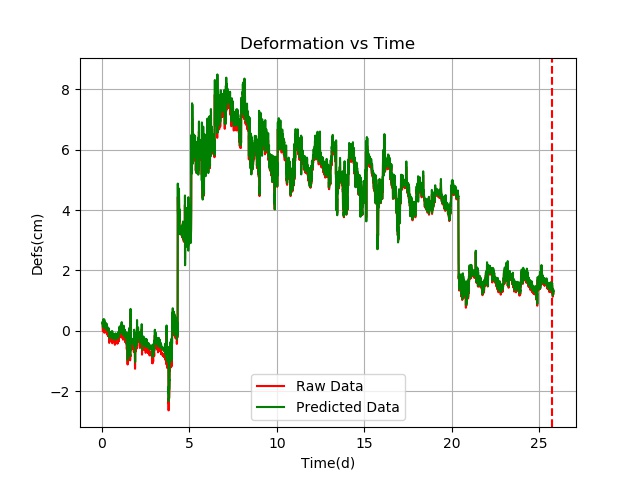 Deformation vs Time
Defs(cm)
8
6
4
2
0
−2
0 5 10 15 20 25
Time(d)
Raw Data
Predicted Data